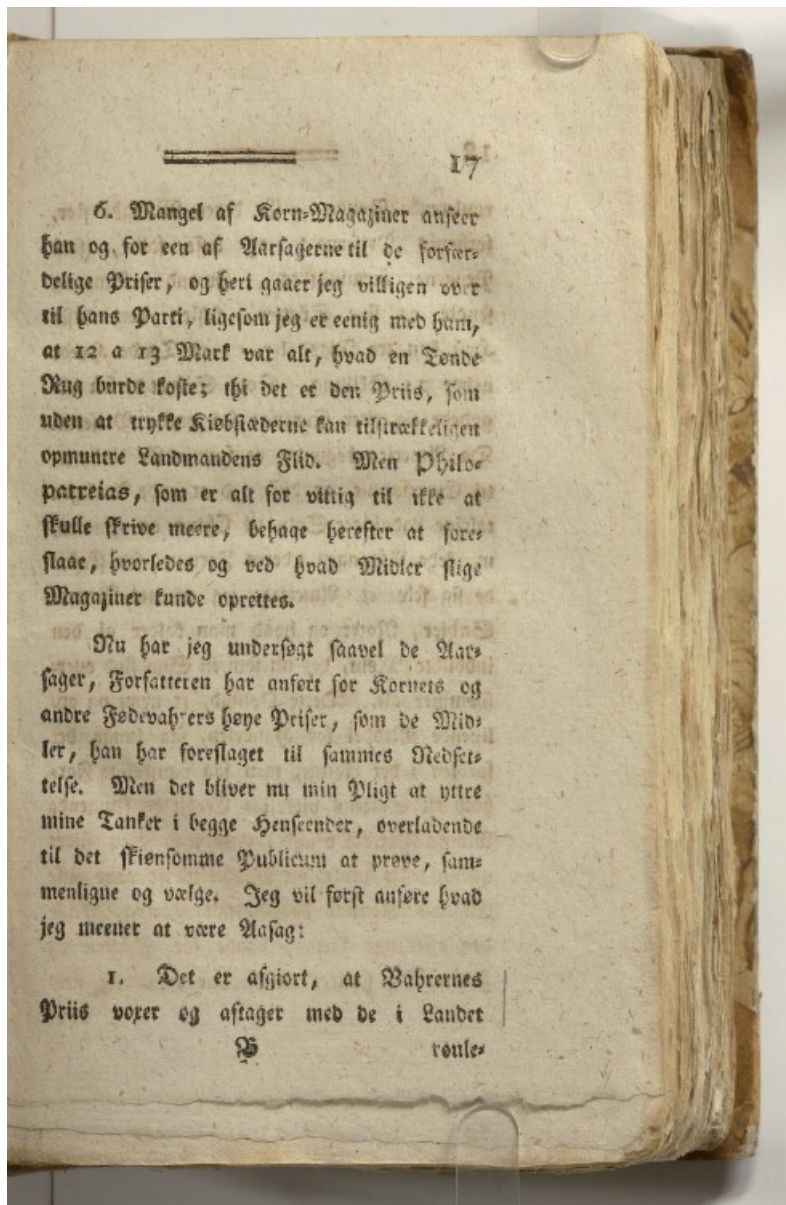 17
6. Mangel af Korn-Magaziner anseer
han og for een af Aarsagerne til de forfær-
delige Priser, og heri gaaer jeg villigen over
til hans Parti, ligesom jeg er eenig med ham,
at 12 a 13 Mark var alt, hvad en Tønde
Rug burde koste; thi det er den Priis, som
uden at trykke Kiøbstæderne kan tilstrækkeligen
opmuntre Landmandens Flid. Men Philo-
patreias, som er alt for vittig til ikke at
skulle skrive meere, behage herefter at fore-
slaae, hvorledes og ved hvad Midler slige
Magaziner kunde oprettes.
Nu har jeg undersøgt saavel de Aar-
sager, Forfatteren har anført for Kornets og
andre Fødevahrers høye Priser, som de Mid-
ler, han har foreslaget til sammes Nedsæt-
telse. Men det bliver nu min Pligt at yttre
mine Tanker i begge Henseender, overladende
til det skiønsomme Publicum at prøve, sam-
menligne og vælge. Jeg vil først anføre hvad
jeg meener at være Aasag:
1. Det er afgiort, at Vahrernes
Priis voxer og aftager med de i Landet
B roule-